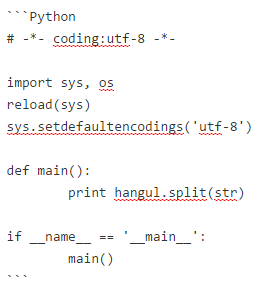 ```Python
# -*- coding:utf-8 -*-

import sys, os
reload(sys)
sys.setdefaultencodings('utf-8')

def main():
        print hangul.split(str)

if __name__ == '__main__':
        main()
```